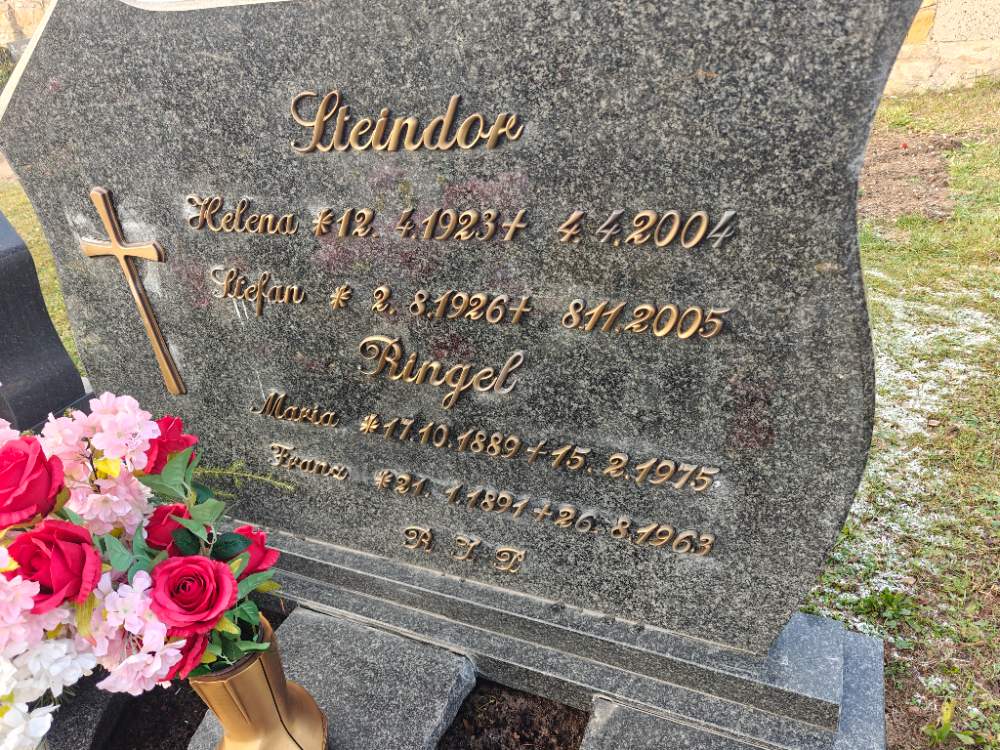 Steindor
Helena * 12. 4.1923 + 4. 4.2004
Stefan * 2. 8.1926 + 8.11.2005
Ringel
Maria * 17.10.1889 + 15. 2.1975
Franz * 21. 1.1891 + 26. 8.1963
R I P